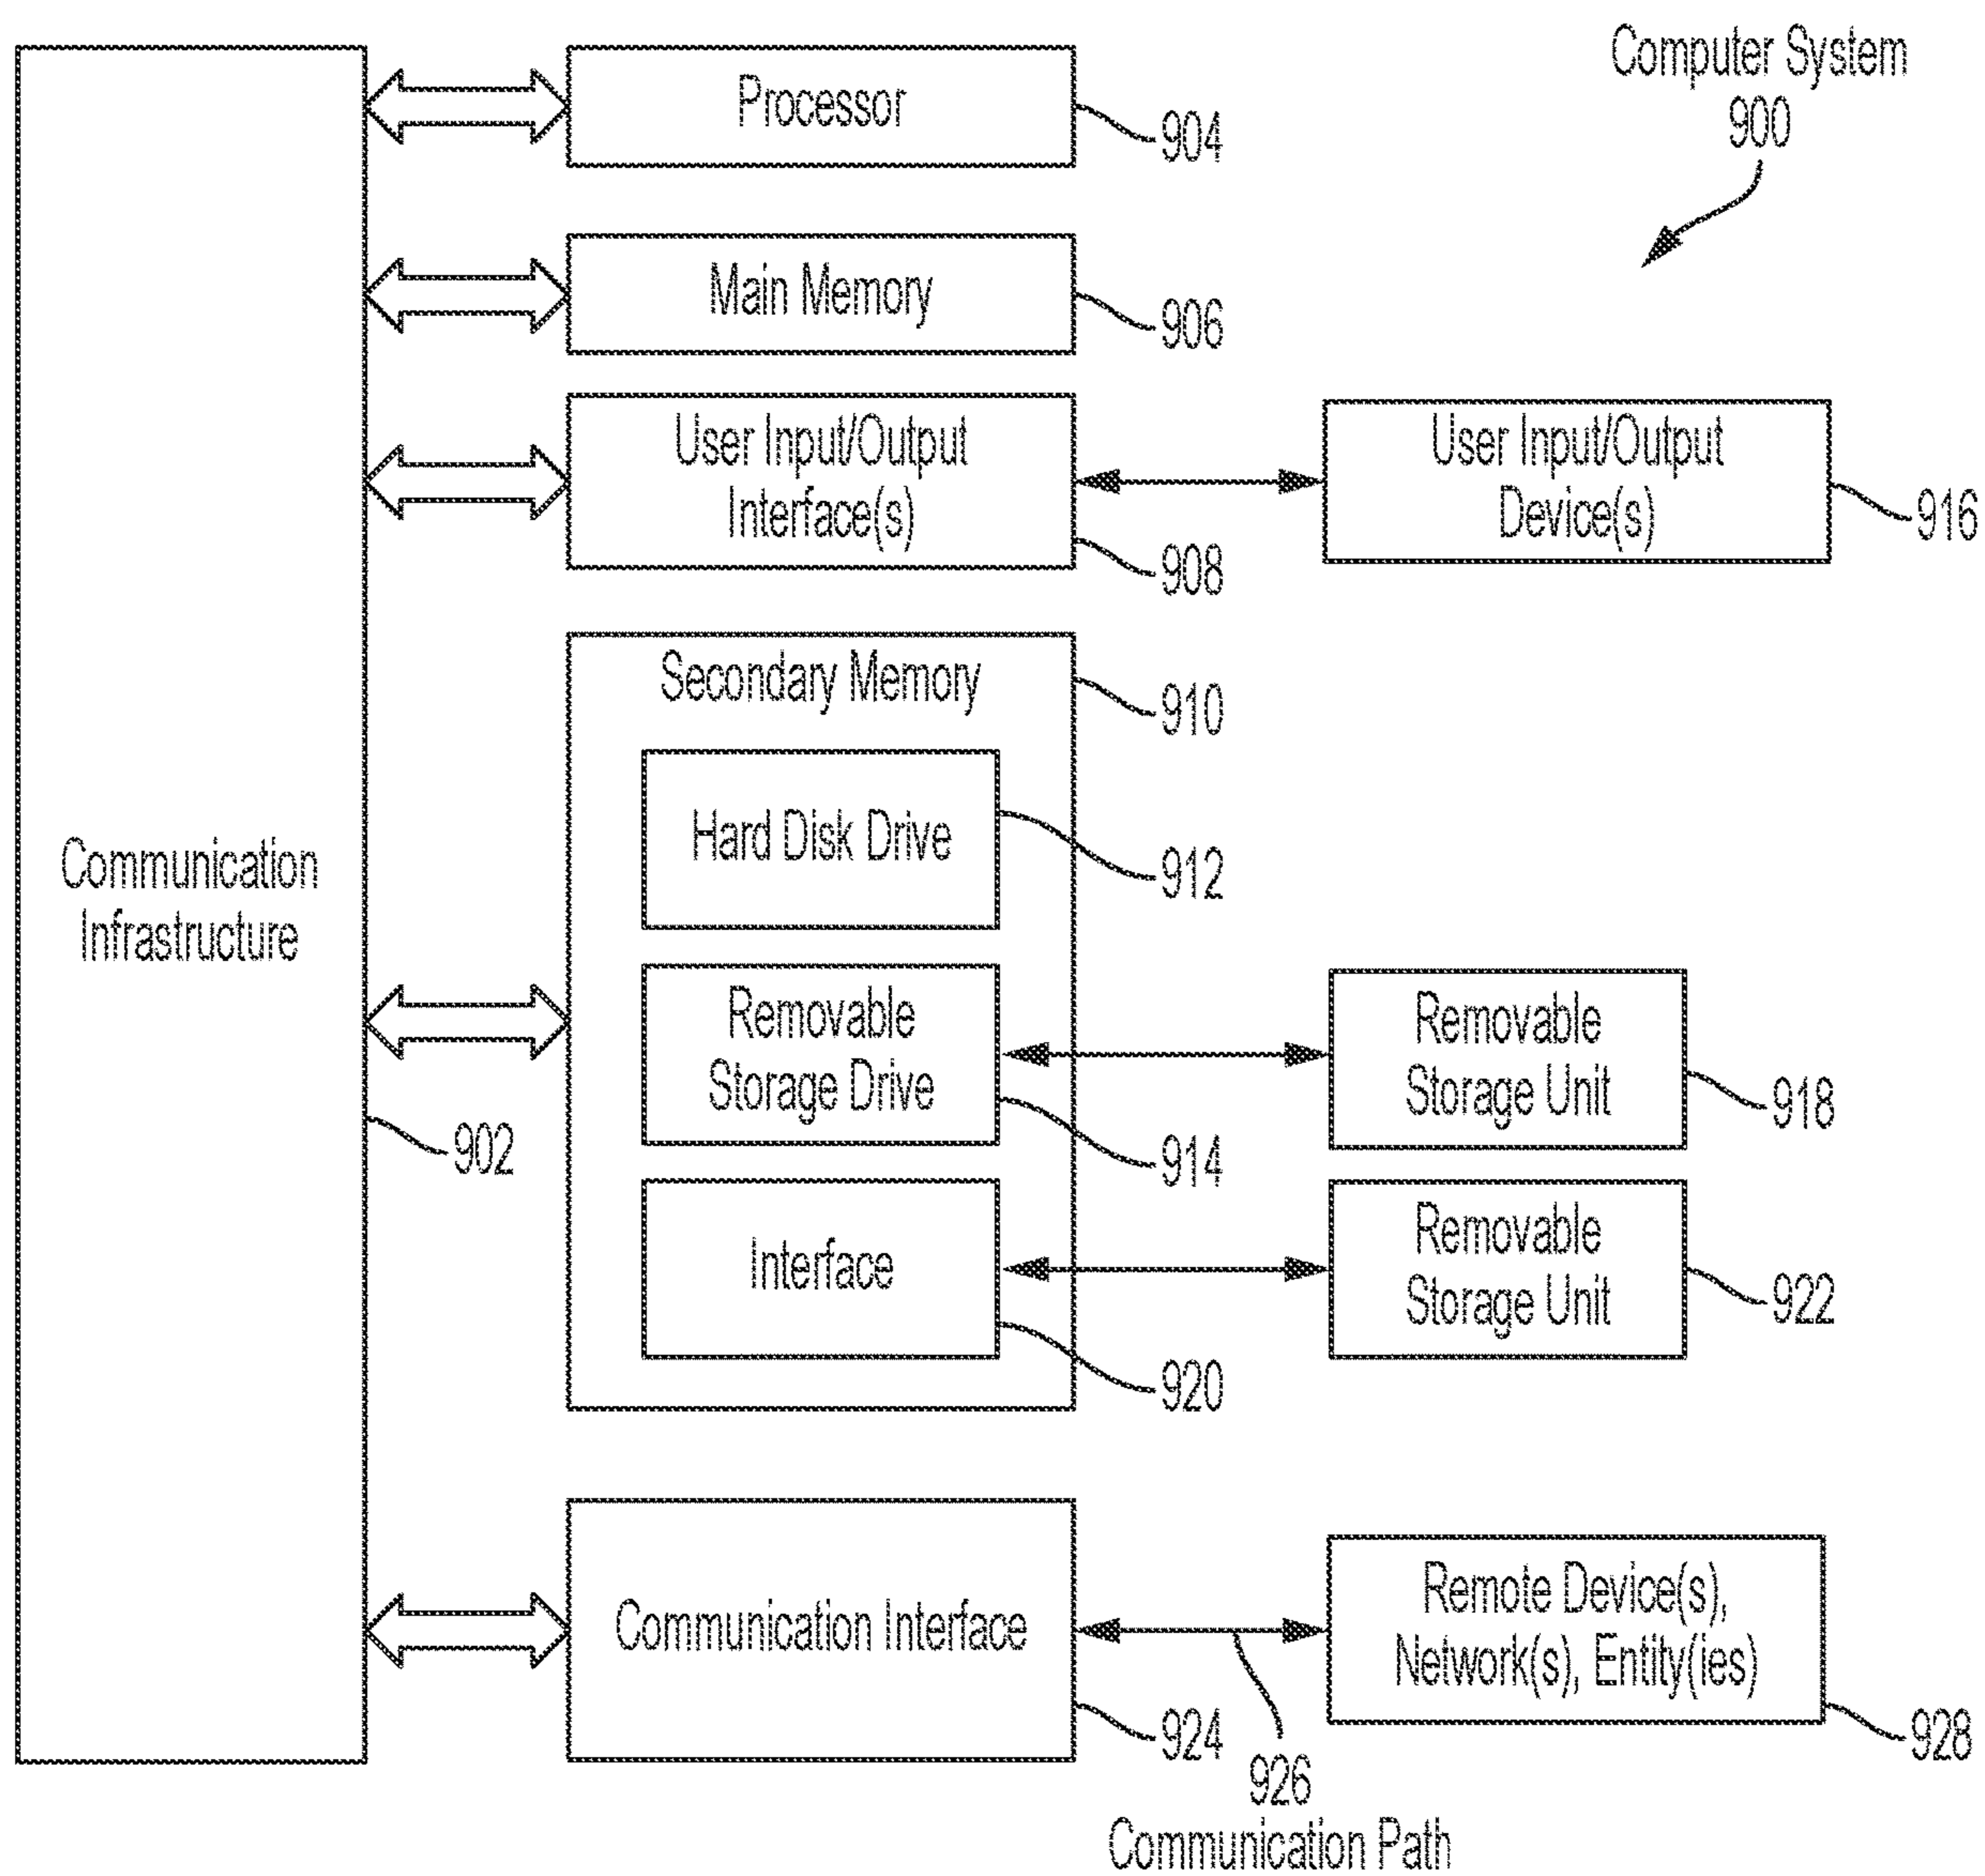 Computer System
900
Processor
904
Main Memory
906
User Input/Output
Interface(s)
908
User Input/Output
Device(s)
916
Secondary Memory
910
Hard Disk Drive
912
Communication
Infrastructure
902
Removable
Storage Drive
914
Removable
Storage Unit
918
Interface
920
Removable
Storage Unit
922
Communication Interface
924
926
Communication Path
Remote Device(s),
Network(s), Entity(ies)
928